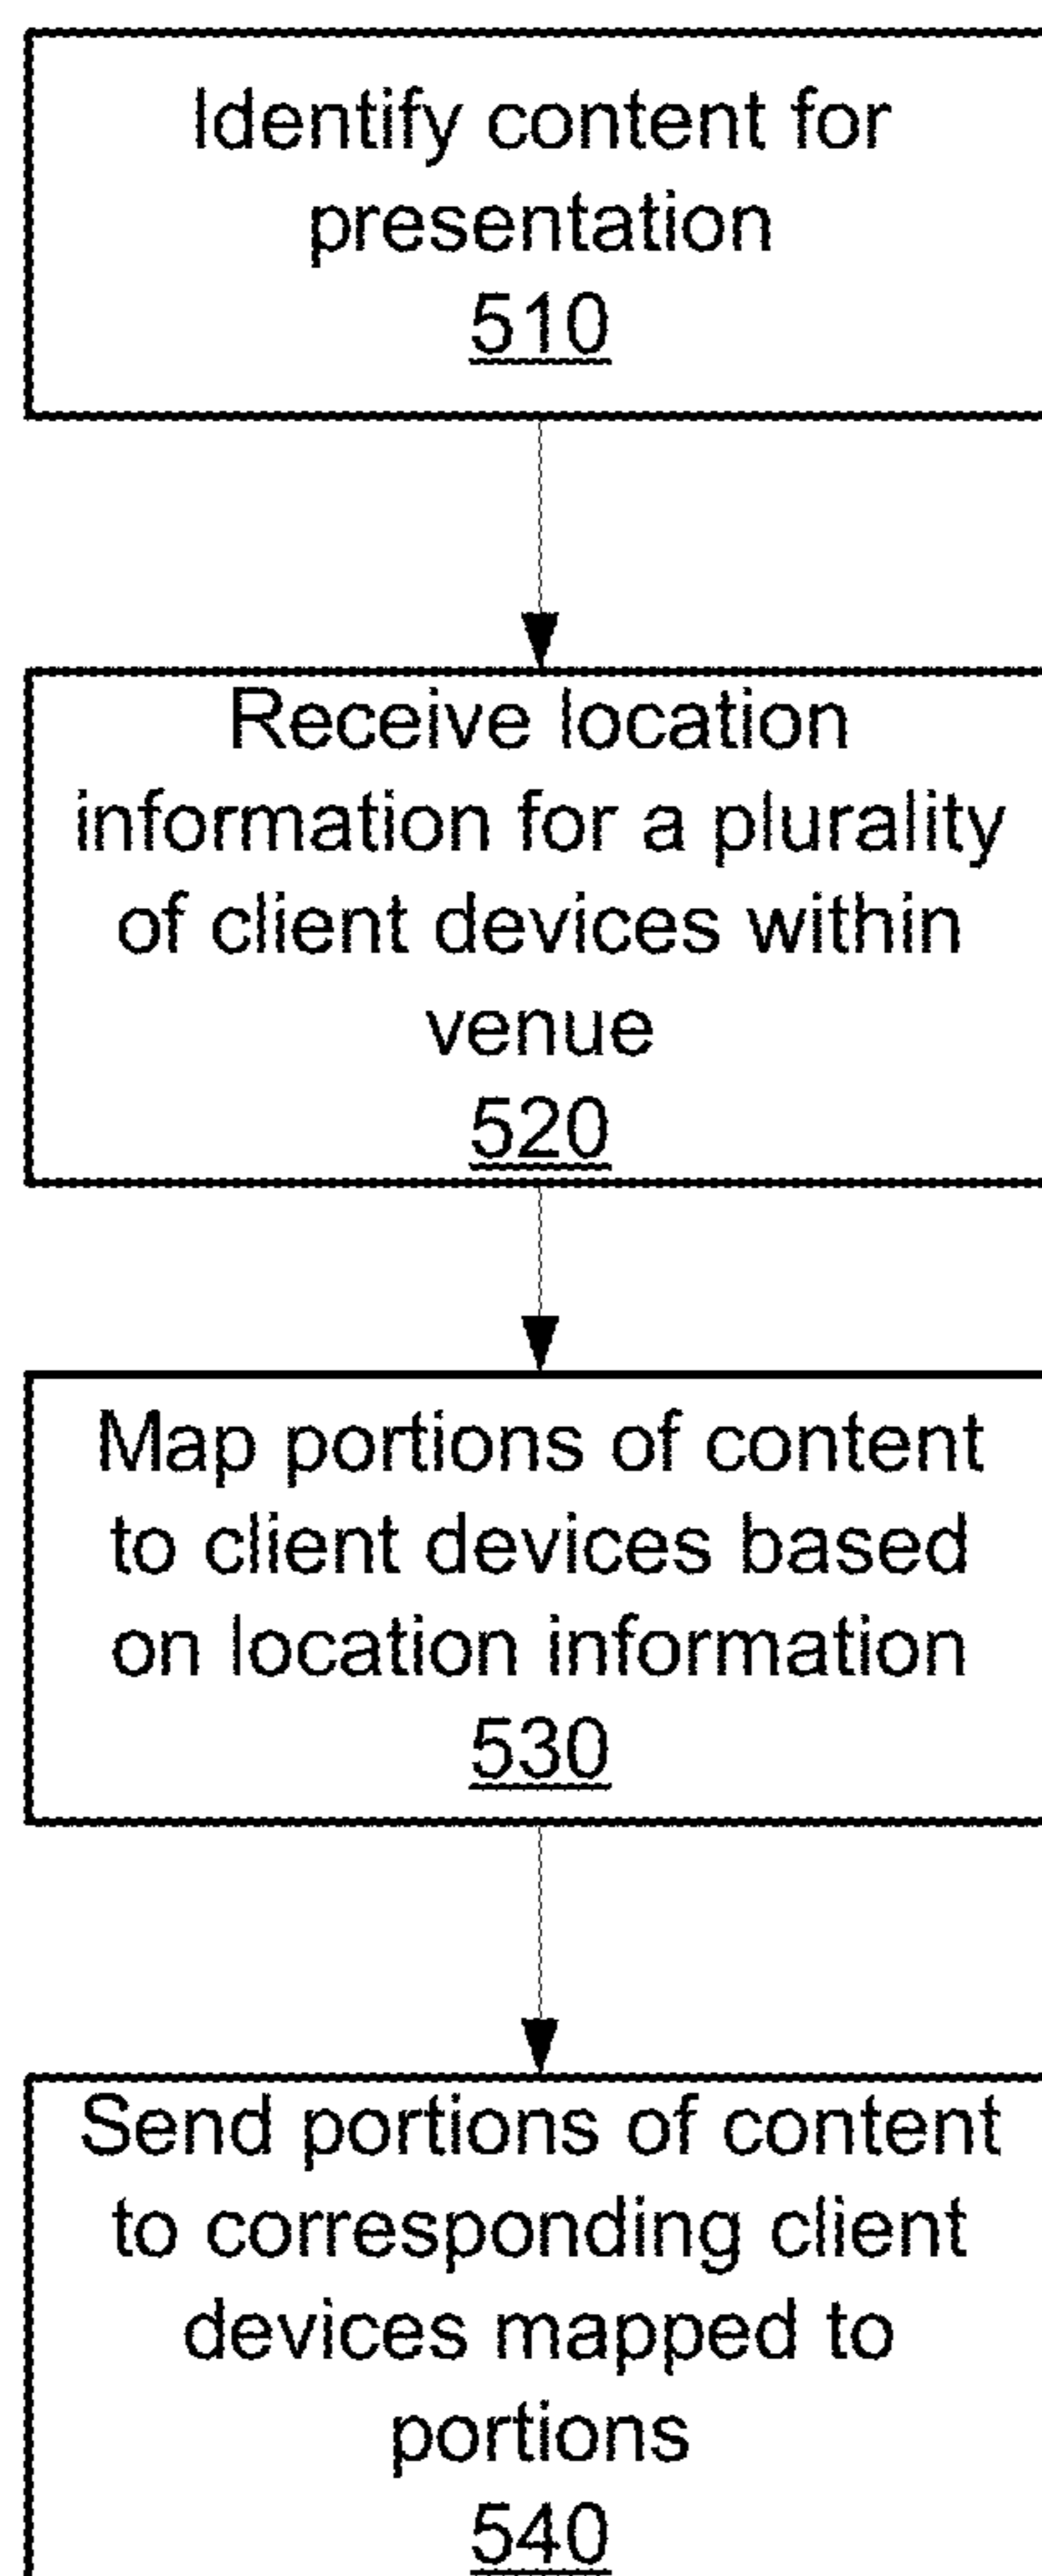 Identify content for
presentation
510
Receive location
information for a plurality
of client devices within
venue
520
Map portions of content
to client devices based
on location information
530
Send portions of content
to corresponding client
devices mapped to
portions
540